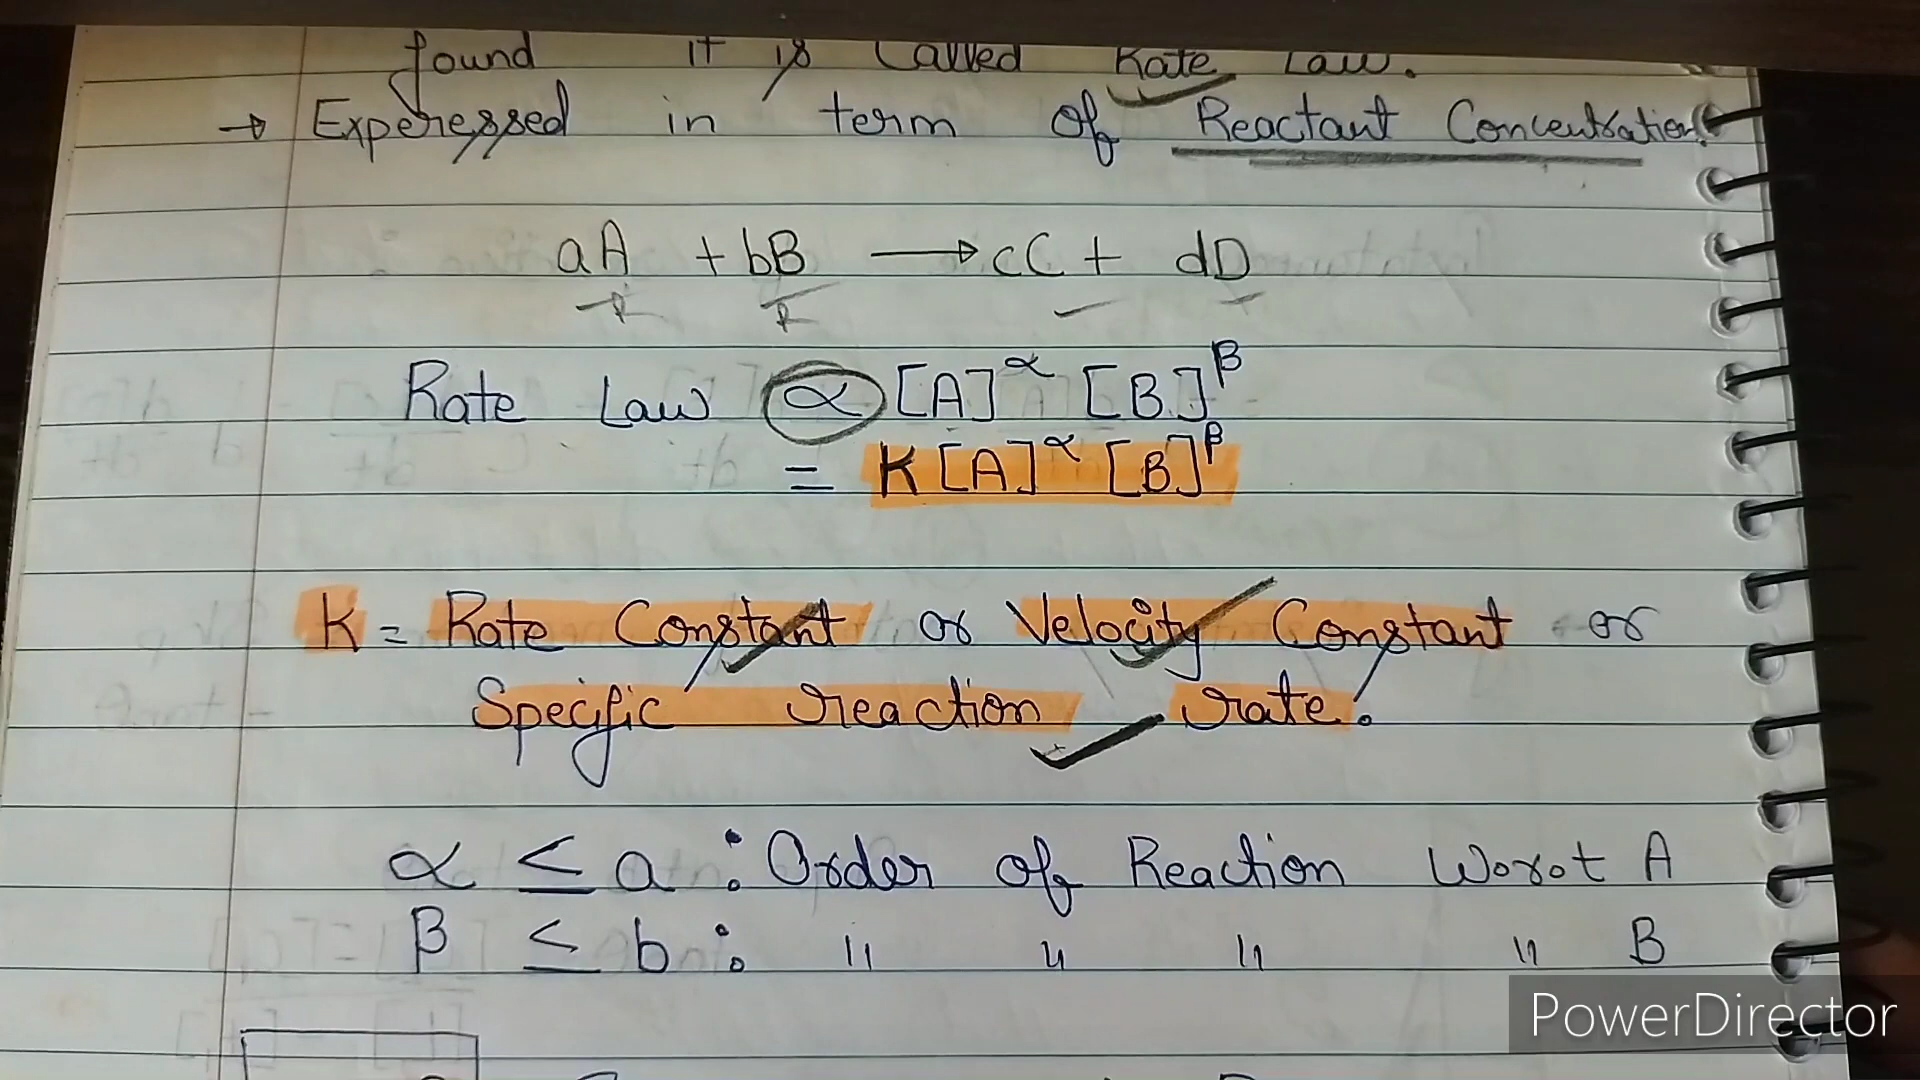 found it is Called Rate Law.
→ Experessed in term of Reactant Concentration.
aA + bB → cC + dD
R R
Rate Law ∝ [A]^α [B]^β
= K[A]^α [B]^β
K = Rate Constant or Velocity Constant or
Specific reaction rate.
α ≤ a : Order of Reaction Worot A
β ≤ b : 〃 〃 〃 〃 B
PowerDirector